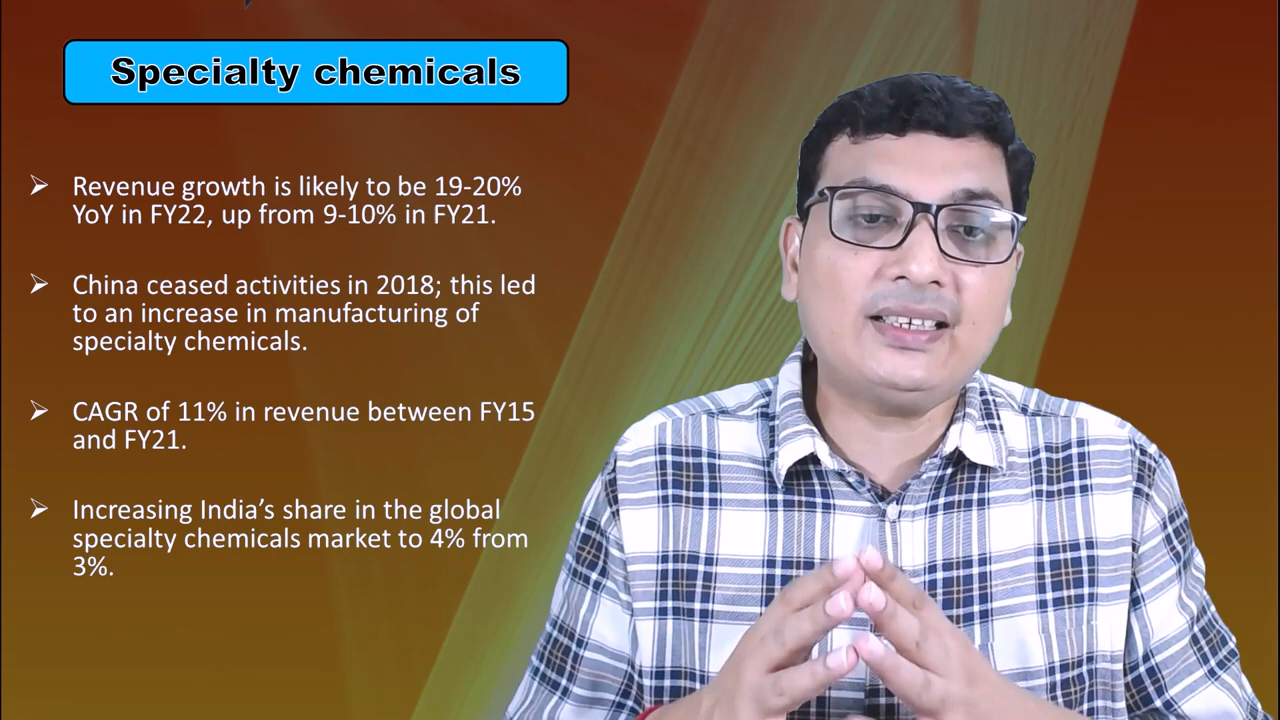 Specialty chemicals
Revenue growth is likely to be 19-20%
YoY in FY22, up from 9-10% in FY21.
China ceased activities in 2018; this led
to an increase in manufacturing of
specialty chemicals.
CAGR of 11% in revenue between FY15
and FY21.
Increasing India’s share in the global
specialty chemicals market to 4% from
3%.